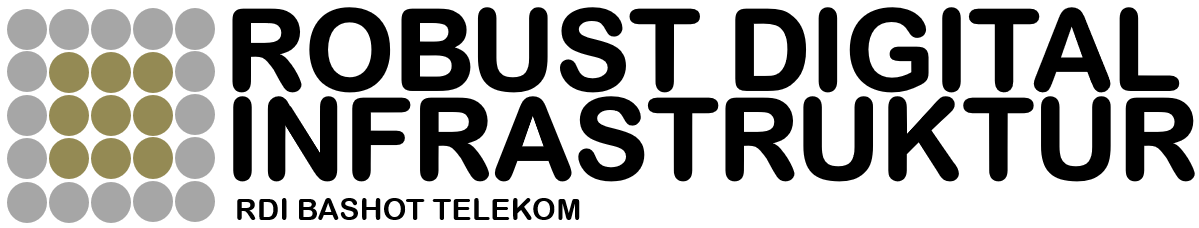 ROBUST DIGITAL
INFRASTRUKTUR
RDI BASHOT TELEKOM